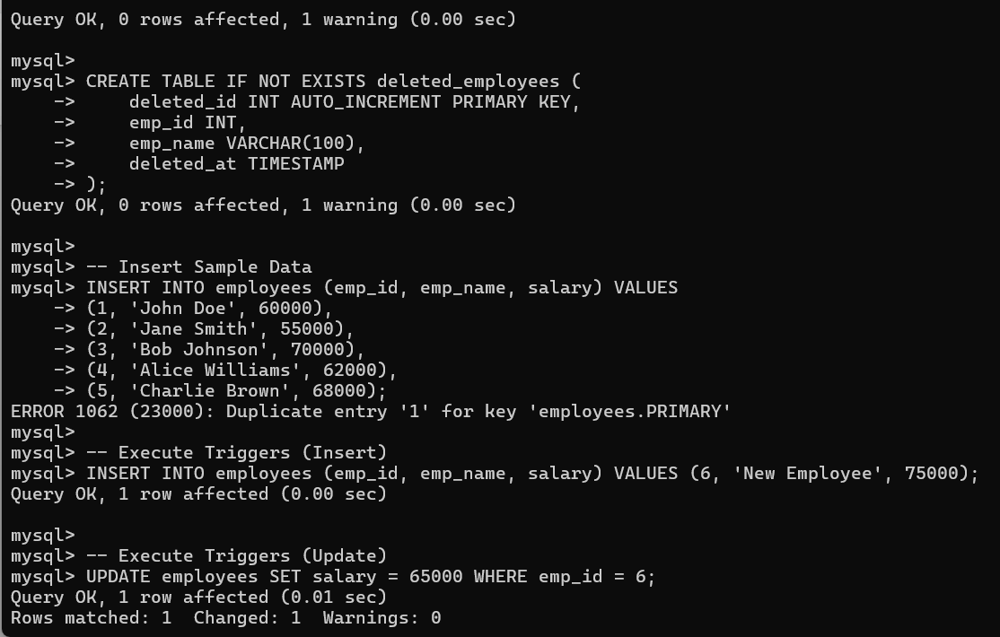 Query OK, 0 rows affected, 1 warning (0.00 sec)

mysql>
mysql> CREATE TABLE IF NOT EXISTS deleted_employees (
    ->     deleted_id INT AUTO_INCREMENT PRIMARY KEY,
    ->     emp_id INT,
    ->     emp_name VARCHAR(100),
    ->     deleted_at TIMESTAMP
    -> );
Query OK, 0 rows affected, 1 warning (0.00 sec)

mysql>
mysql> -- Insert Sample Data
mysql> INSERT INTO employees (emp_id, emp_name, salary) VALUES
    -> (1, 'John Doe', 60000),
    -> (2, 'Jane Smith', 55000),
    -> (3, 'Bob Johnson', 70000),
    -> (4, 'Alice Williams', 62000),
    -> (5, 'Charlie Brown', 68000);
ERROR 1062 (23000): Duplicate entry '1' for key 'employees.PRIMARY'
mysql>
mysql> -- Execute Triggers (Insert)
mysql> INSERT INTO employees (emp_id, emp_name, salary) VALUES (6, 'New Employee', 75000);
Query OK, 1 row affected (0.00 sec)

mysql>
mysql> -- Execute Triggers (Update)
mysql> UPDATE employees SET salary = 65000 WHERE emp_id = 6;
Query OK, 1 row affected (0.01 sec)
Rows matched: 1  Changed: 1  Warnings: 0